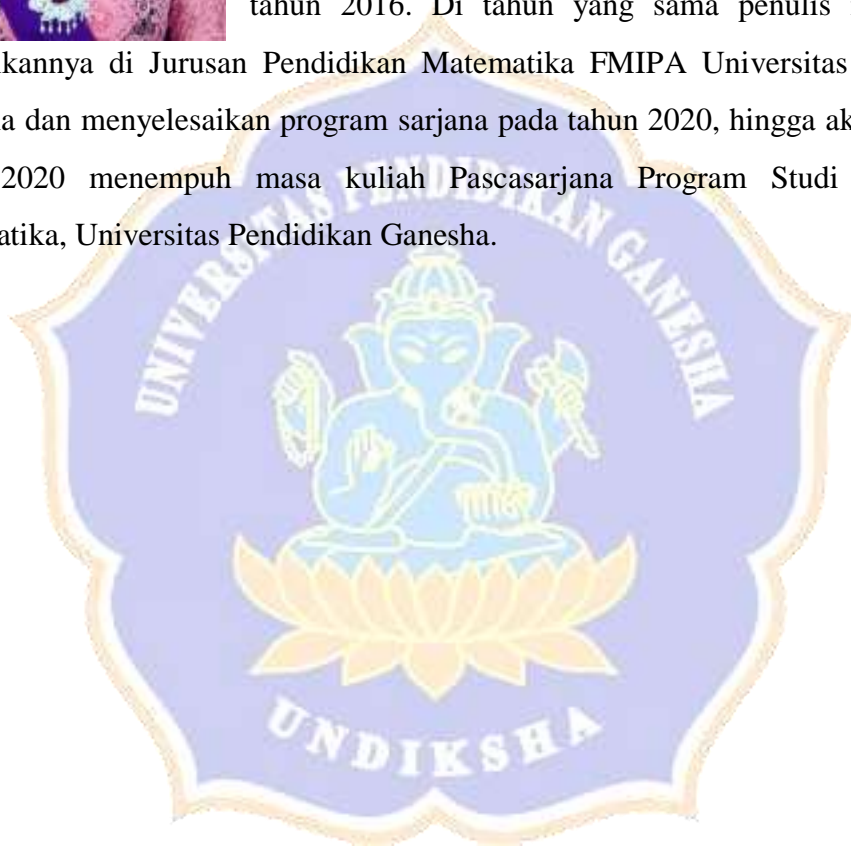 tahun 2016. Di tahun yang sama penulis
ikannya di Jurusan Pendidikan Matematika FMIPA Universitas
a dan menyelesaikan program sarjana pada tahun 2020, hingga ak
2020 menempuh masa kuliah Pascasarjana Program Studi
atika, Universitas Pendidikan Ganesha.
UNIVERSITAS PENDIDIKAN GANESHA
UNDIKSHA